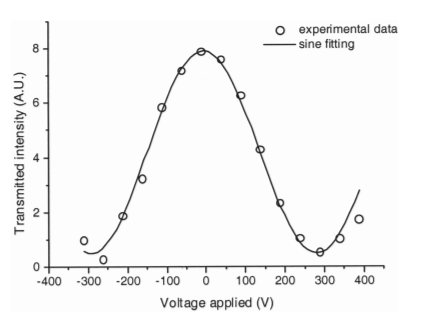 experimental data
sine fitting
Transmitted intensity (A.U.)
8
6
4
2
0
-400 -300 -200 -100 0 100 200 300 400
Voltage applied (V)